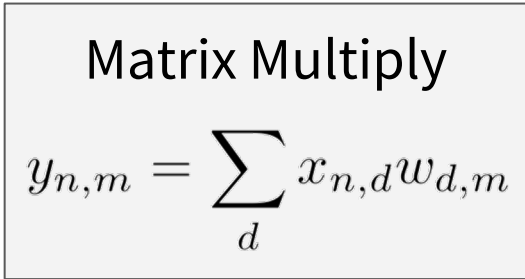 Matrix Multiply
y_{n,m} = \sum_{d} x_{n,d} w_{d,m}